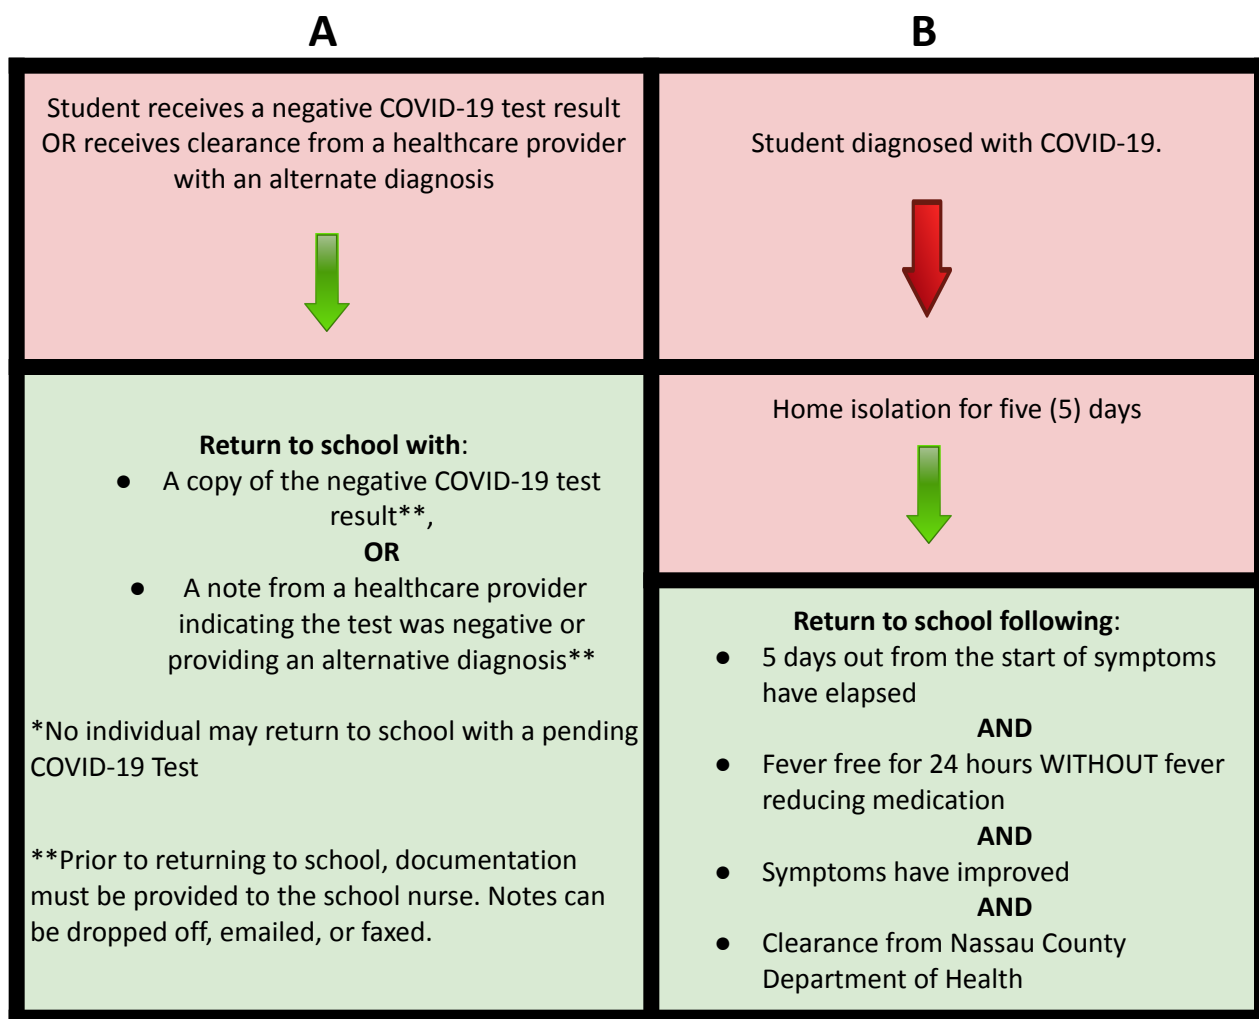 A
Student receives a negative COVID-19 test result
OR receives clearance from a healthcare provider
with an alternate diagnosis
Return to school with:
● A copy of the negative COVID-19 test
result**,
OR
● A note from a healthcare provider
indicating the test was negative or
providing an alternative diagnosis**
*No individual may return to school with a pending
COVID-19 Test
**Prior to returning to school, documentation
must be provided to the school nurse. Notes can
be dropped off, emailed, or faxed.
B
Student diagnosed with COVID-19.
Home isolation for five (5) days
Return to school following:
● 5 days out from the start of symptoms
have elapsed
AND
● Fever free for 24 hours WITHOUT fever
reducing medication
AND
● Symptoms have improved
AND
● Clearance from Nassau County
Department of Health